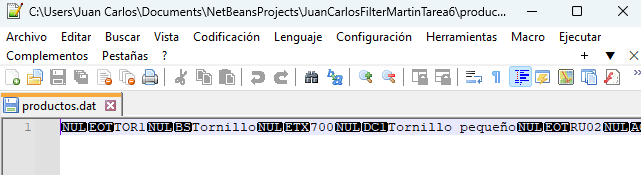 C:\Users\Juan Carlos\Documents\NetBeansProjects\JuanCarlosFilterMartinTarea6\produc...
Archivo Editar Buscar Vista Codificación Lenguaje Configuración Herramientas Macro Ejecutar
Complementos Pestañas ? + ▼ ✕
productos.dat
1 NULEOTTOR1NULBSTornilloNULETX700NULDC1Tornillo pequeñoNULEOTRU02NUL